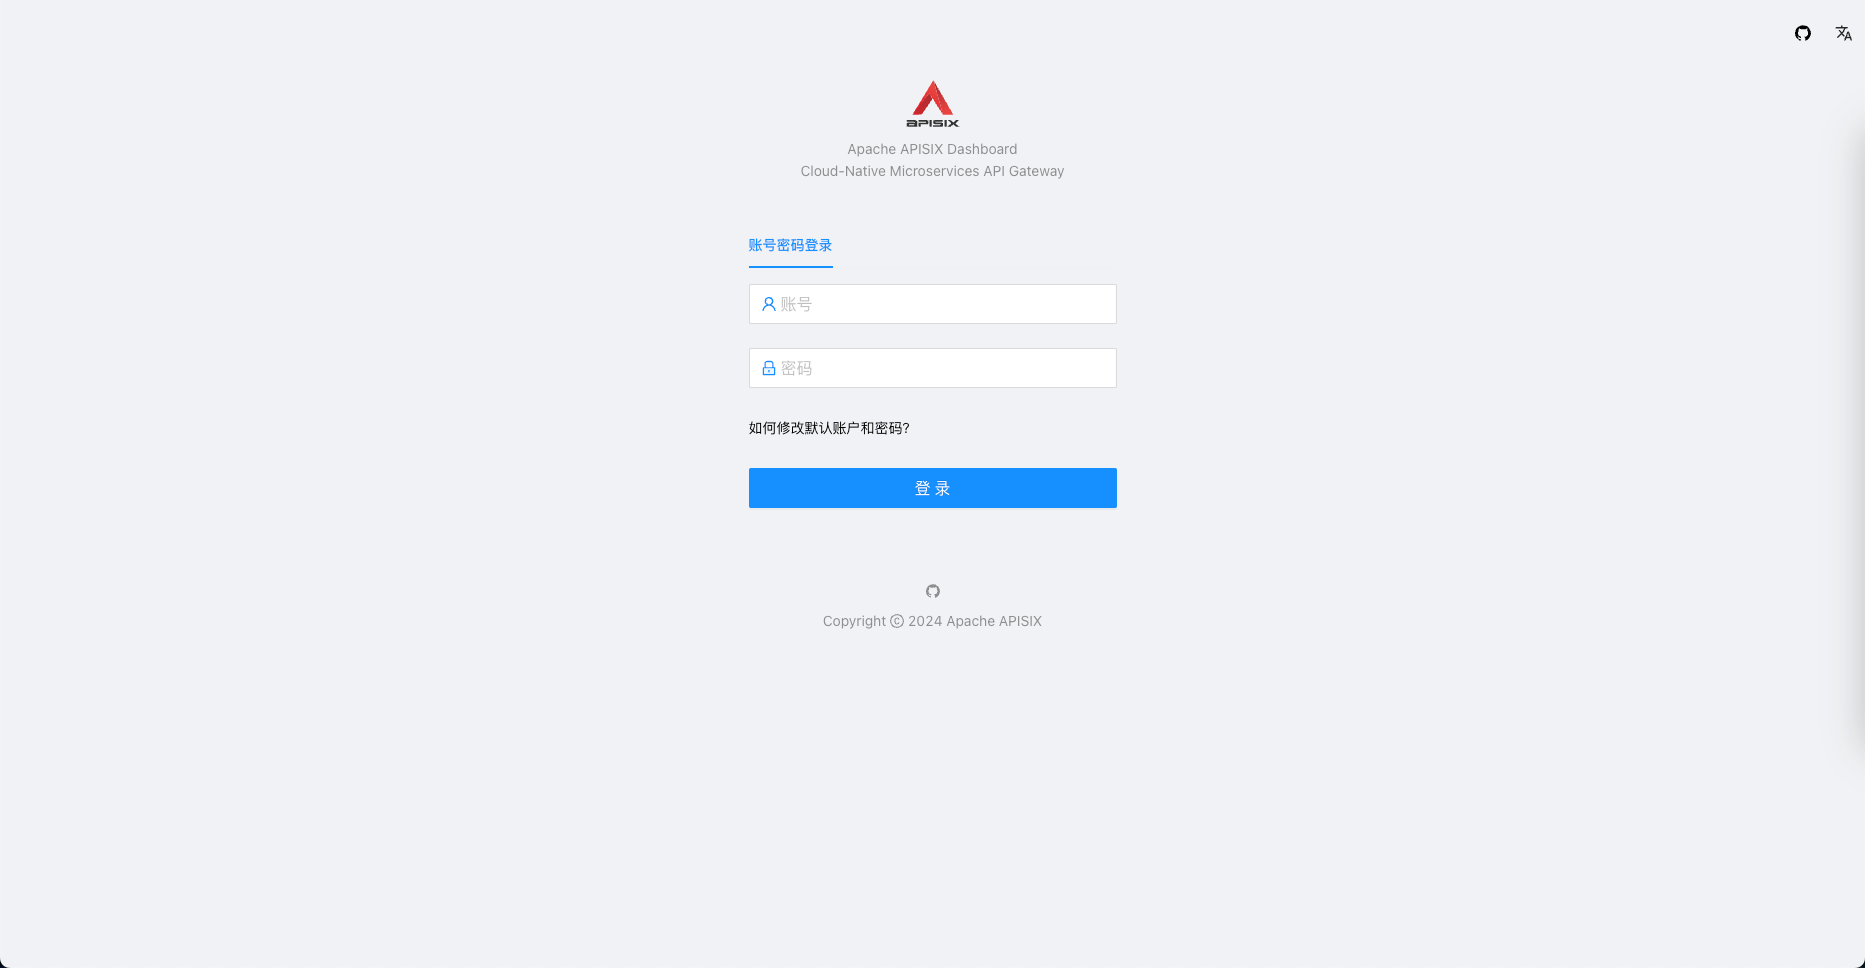 APISIX
Apache APISIX Dashboard
Cloud-Native Microservices API Gateway
账号密码登录
账号
密码
如何修改默认账户和密码?
登 录
Copyright © 2024 Apache APISIX